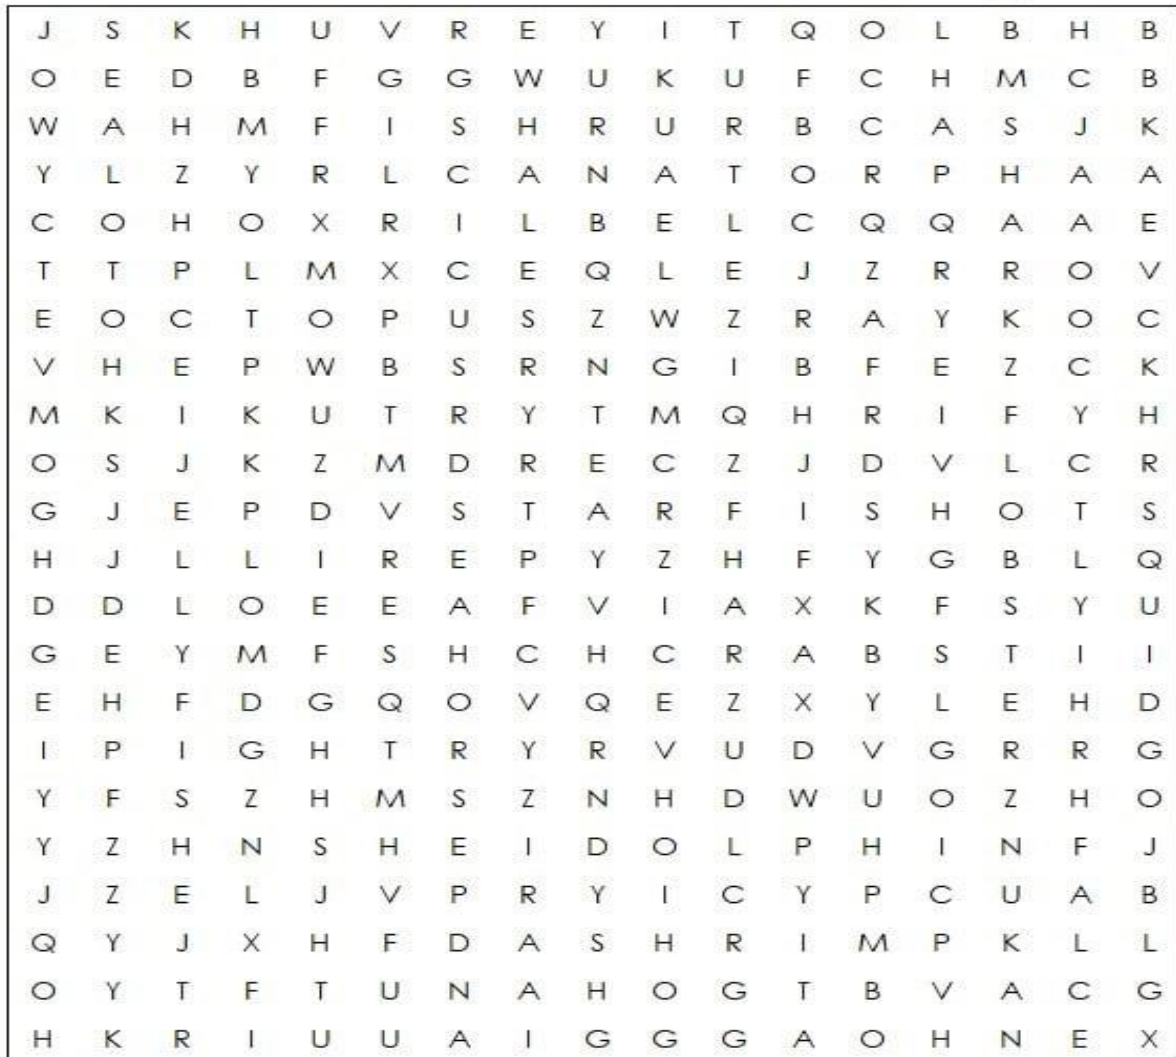 J S K H U V R E Y I T Q O L B H B
O E D B F G G W U K U F C H M C B
W A H M F I S H R U R B C A S J K
Y L Z Y R L C A N A T O R P H A A
C O H O X R I L B E L C Q Q A A E
T T P L M X C E Q L E J Z R R O V
E O C T O P U S Z W Z R A Y K O C
V H E P W B S R N G I B F E Z C K
M K I K U T R Y T M Q H R I F Y H
O S J K Z M D R E C Z J D V L C R
G J E P D V S T A R F I S H O T S
H J L L I R E P Y Z H F Y G B L Q
D D L O E E A F V I A X K F S Y U
G E Y M F S H C H C R A B S T I I
E H F D G Q O V Q E Z X Y L E H D
I P I G H T R Y R V U D V G R R G
Y F S Z H M S Z N H D W U O Z H O
Y Z H N S H E I D O L P H I N F J
J Z E L J V P R Y I C Y P C U A B
Q Y J X H F D A S H R I M P K L L
O Y T F T U N A H O G T B V A C G
H K R I U U A I G G G A O H N E X